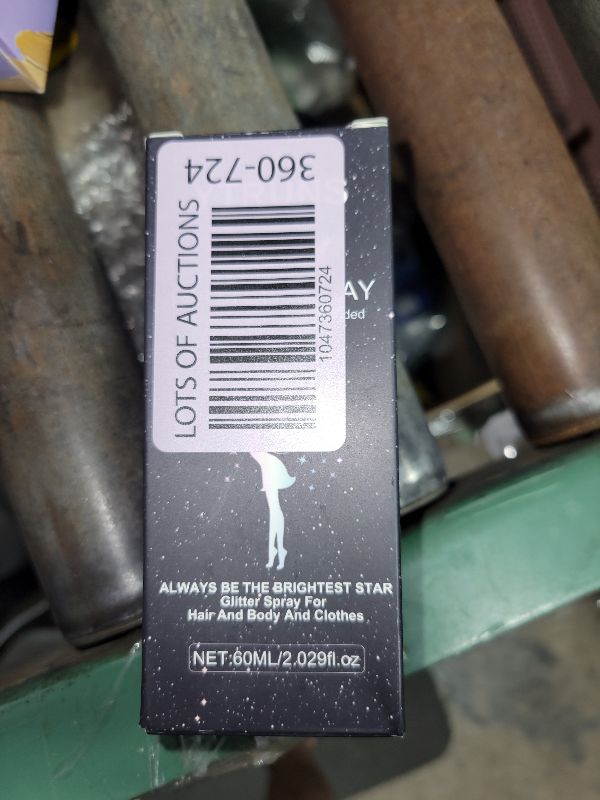 360-724
LOTS OF AUCTIONS
1047360724
AY
ded
ALWAYS BE THE BRIGHTEST STAR
Glitter Spray For
Hair And Body And Clothes
NET:60ML/2.029fl.oz